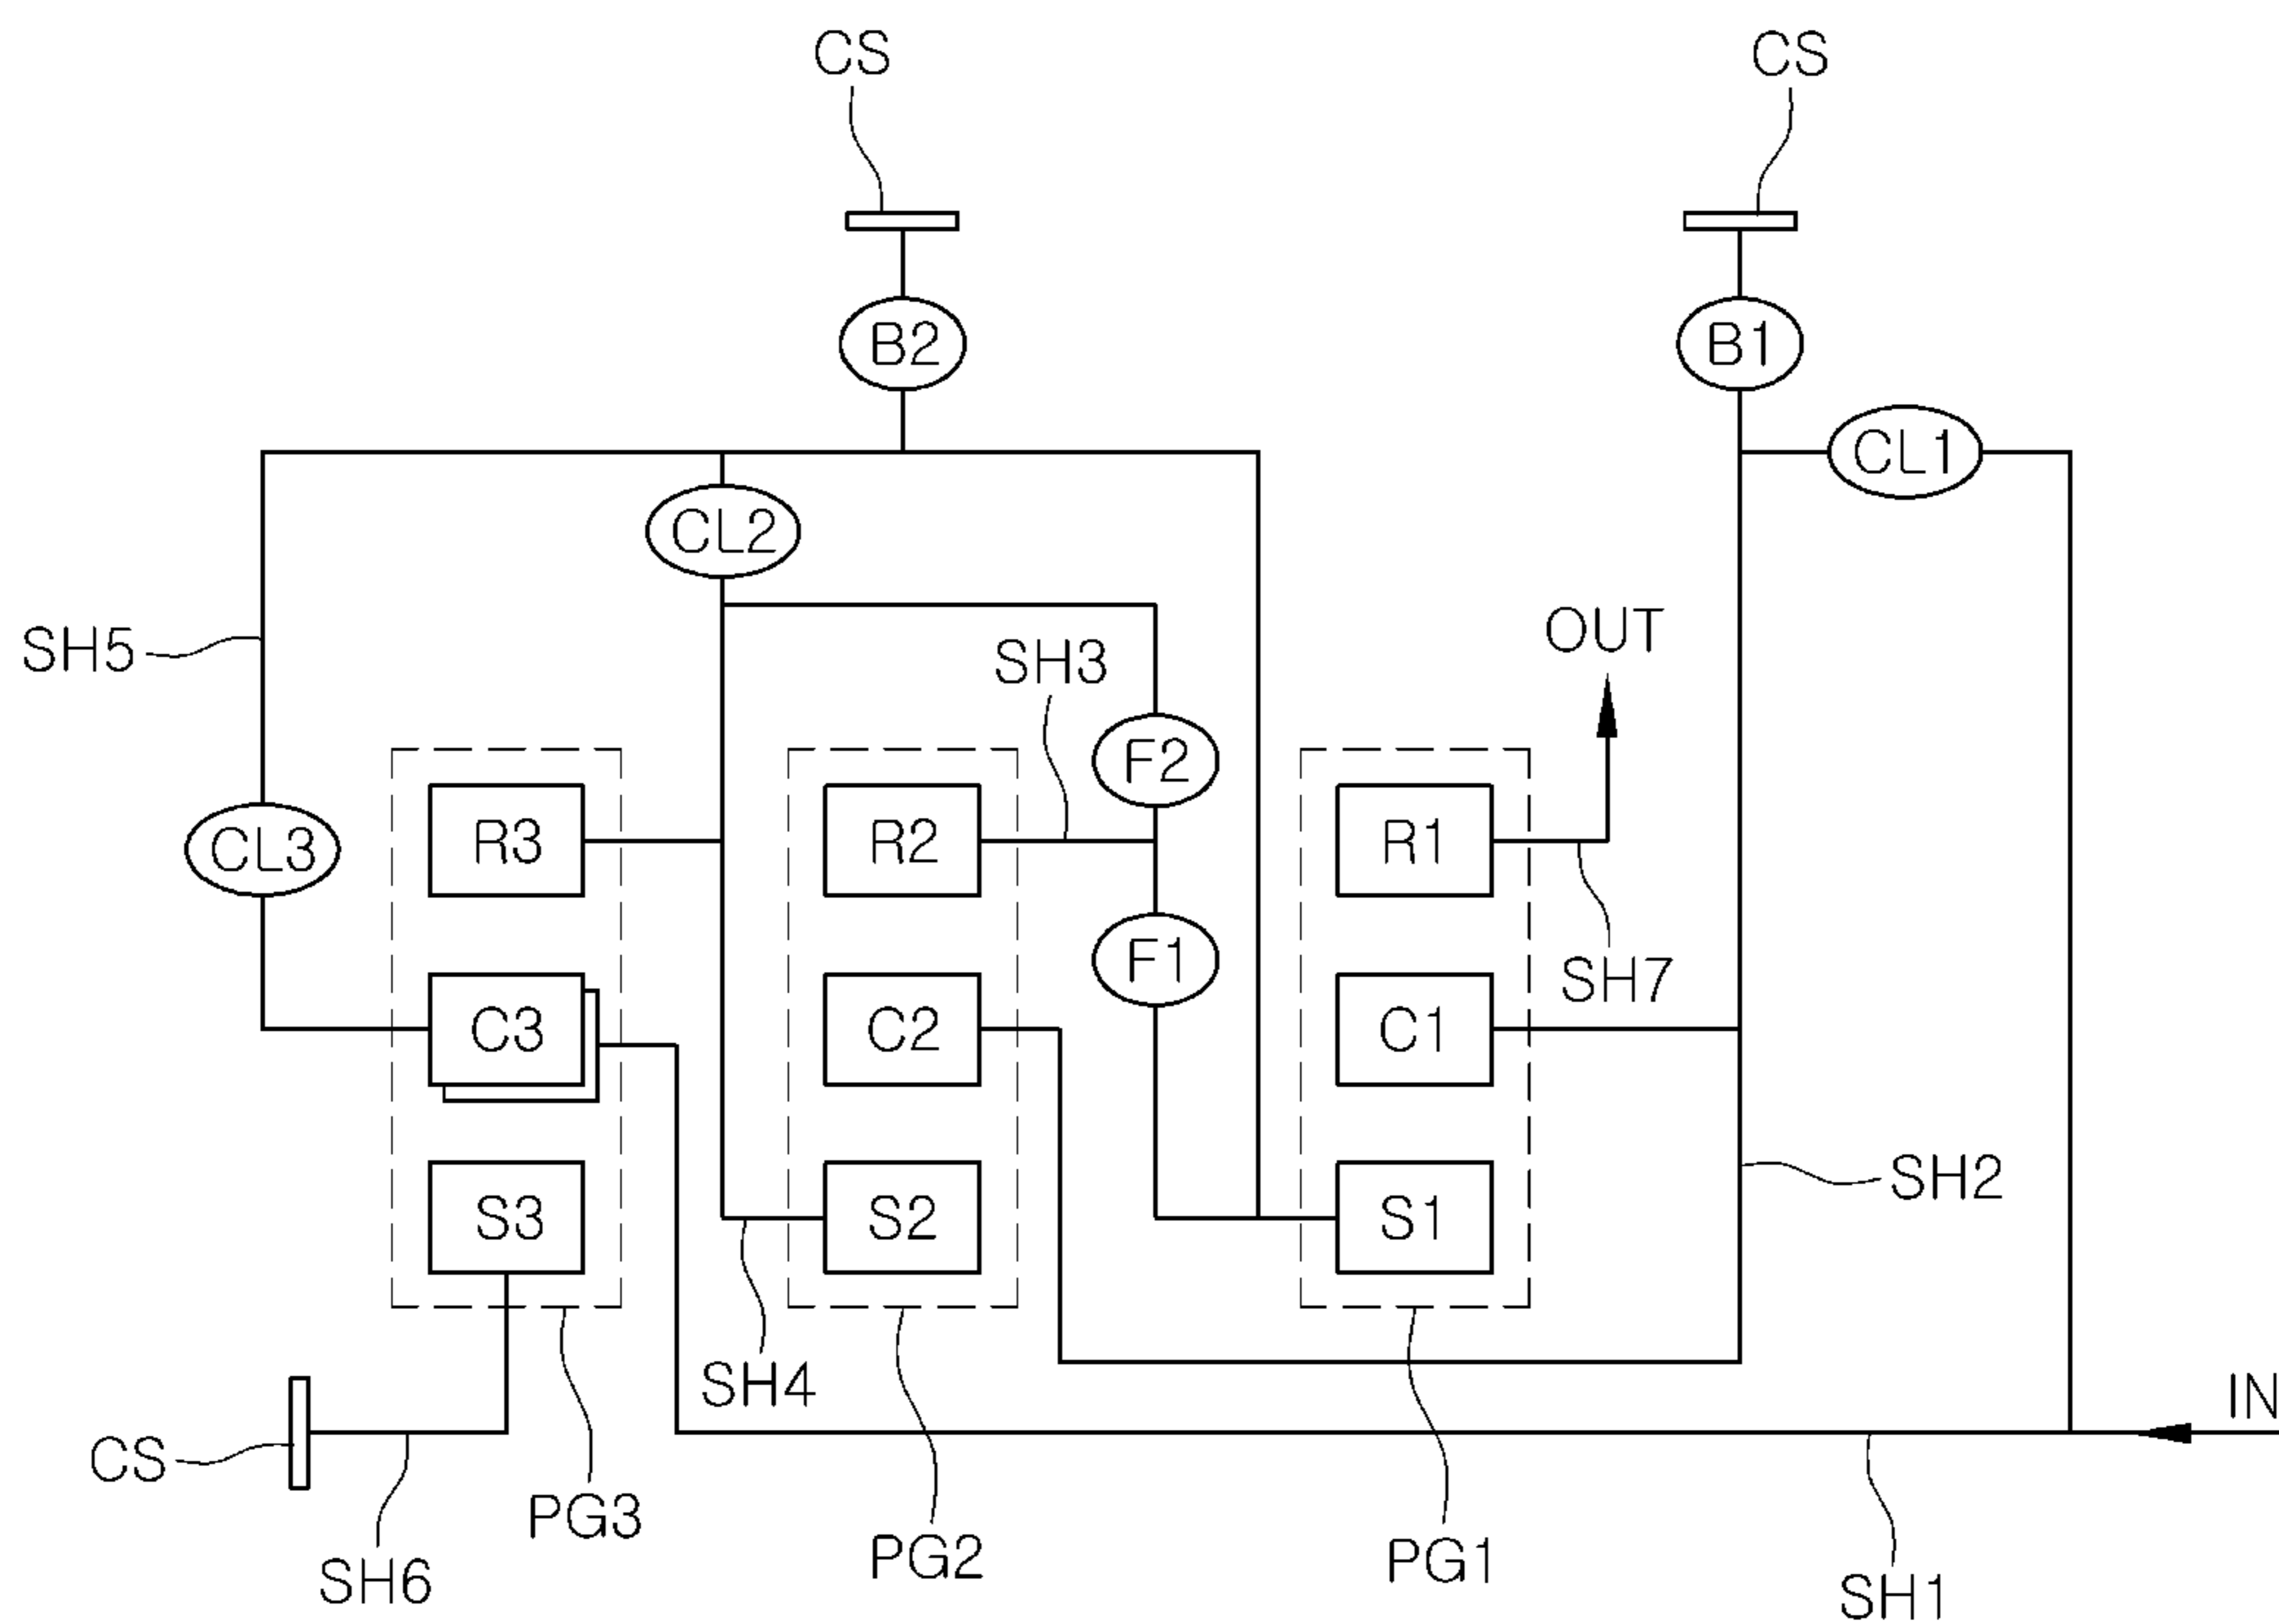 CS
CS
B2
B1
CL1
CL2
OUT
SH5
SH3
F2
CL3
R3
R2
R1
F1
SH7
C3
C2
C1
SH2
S3
S2
S1
SH4
IN
CS
PG3
PG2
PG1
SH6
SH1